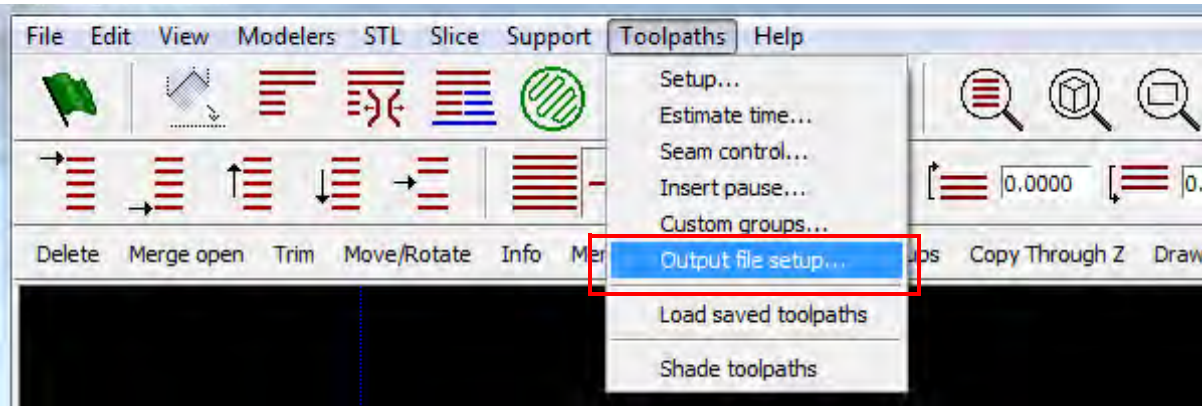 File Edit View Modelers STL Slice Support Toolpaths Help
Setup...
Estimate time...
Seam control...
Insert pause...
0.0000 0.
Custom groups...
Delete Merge open Trim Move/Rotate Info Copy Through Z
Output file setup...
Load saved toolpaths
Shade toolpaths